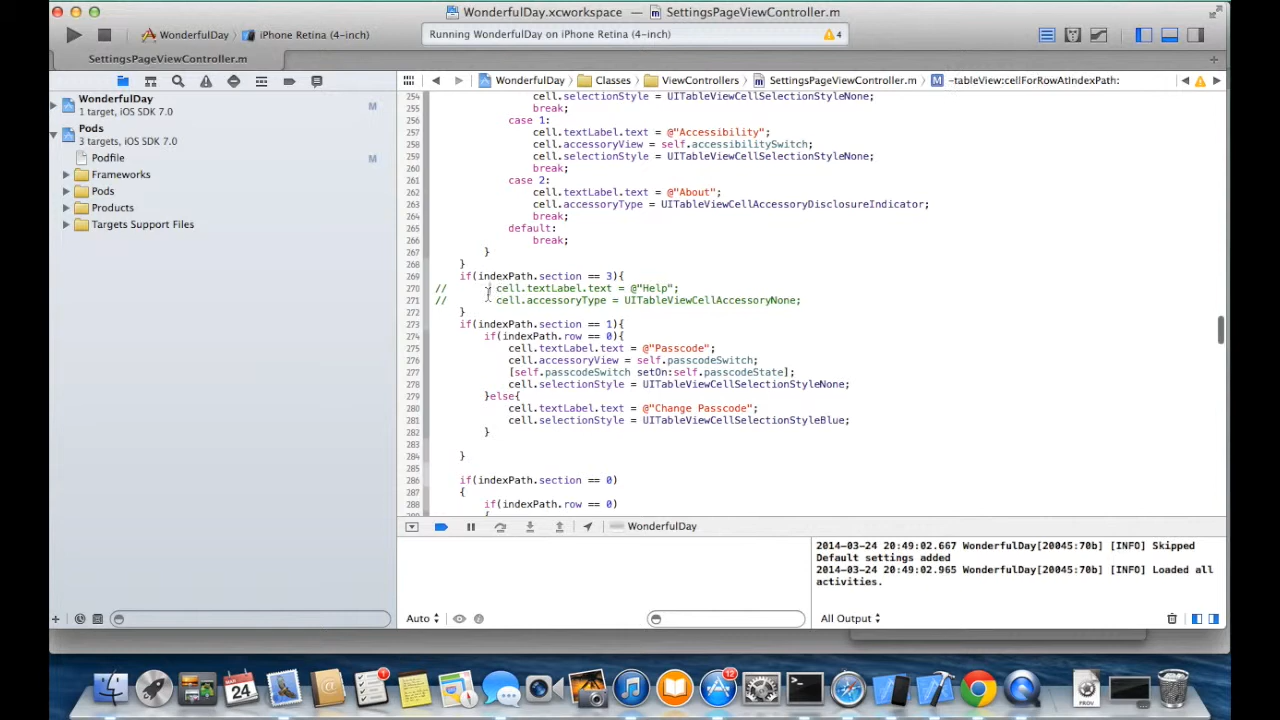 WonderfulDay.xcworkspace — SettingsPageViewController.m
WonderfulDay iPhone Retina (4-inch)
Running WonderfulDay on iPhone Retina (4-inch) 4
SettingsPageViewController.m
WonderfulDay Classes ViewControllers SettingsPageViewController.m M -tableView:cellForRowAtIndexPath:
WonderfulDay M
1 target, iOS SDK 7.0
Pods
3 targets, iOS SDK 7.0
Podfile M
Frameworks
Pods
Products
Targets Support Files
254 cell.selectionStyle = UITableViewCellSelectionStyleNone;
255 break;
256 case 1:
257 cell.textLabel.text = @"Accessibility";
258 cell.accessoryView = self.accessibilitySwitch;
259 cell.selectionStyle = UITableViewCellSelectionStyleNone;
260 break;
261 case 2:
262 cell.textLabel.text = @"About";
263 cell.accessoryType = UITableViewCellAccessoryDisclosureIndicator;
264 break;
265 default:
266 break;
267 }
268 }
269 if(indexPath.section == 3){
270 // cell.textLabel.text = @"Help";
271 // cell.accessoryType = UITableViewCellAccessoryNone;
272 }
273 if(indexPath.section == 1){
274 if(indexPath.row == 0){
275 cell.textLabel.text = @"Passcode";
276 cell.accessoryView = self.passcodeSwitch;
277 [self.passcodeSwitch setOn:self.passcodeState];
278 cell.selectionStyle = UITableViewCellSelectionStyleNone;
279 }else{
280 cell.textLabel.text = @"Change Passcode";
281 cell.selectionStyle = UITableViewCellSelectionStyleBlue;
282 }
283
284 }
285
286 if(indexPath.section == 0)
287 {
288 if(indexPath.row == 0)
289 {
WonderfulDay
2014-03-24 20:49:02.667 WonderfulDay[20045:70b] [INFO] Skipped
Default settings added
2014-03-24 20:49:02.965 WonderfulDay[20045:70b] [INFO] Loaded all
activities.
Auto
All Output
MAR
24
1
12
PROV